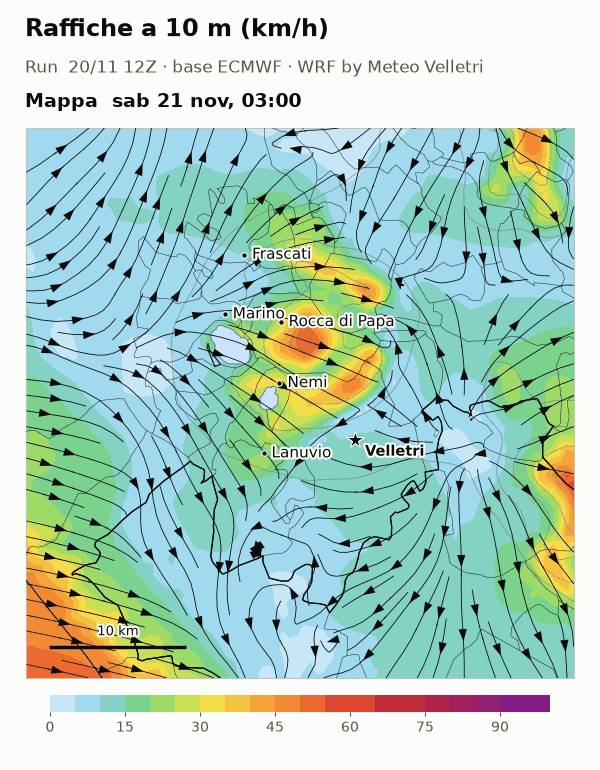 Raffiche a 10 m (km/h)
Run  20/11 12Z · base ECMWF · WRF by Meteo Velletri
Mappa  sab 21 nov, 03:00
Frascati
Marino
Rocca di Papa
Nemi
Velletri
Lanuvio
10 km
0 15 30 45 60 75 90